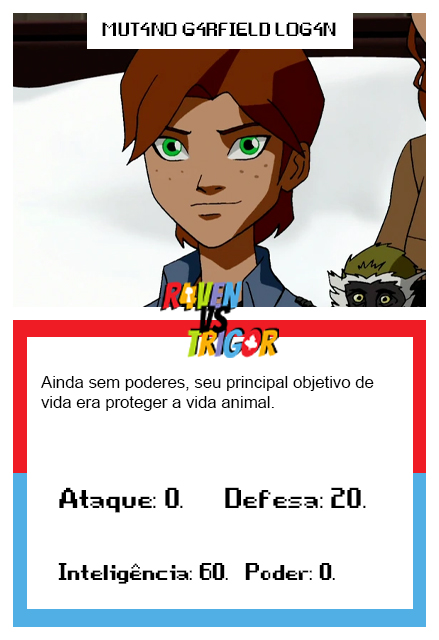 MUT4NO G4RFIELD LOG4N
R4VEN
VS
TRIGOR
Ainda sem poderes, seu principal objetivo de
vida era proteger a vida animal.
Ataque: 0. Defesa: 20.
Inteligência: 60. Poder: 0.